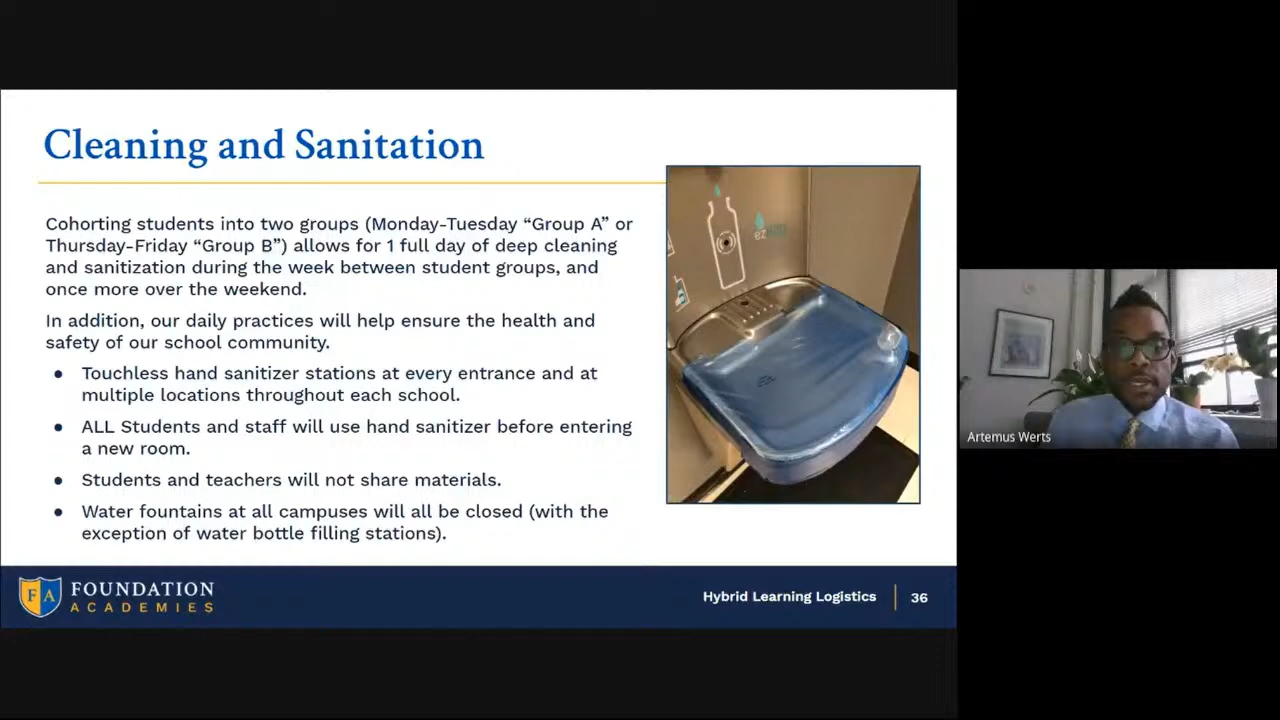 Cleaning and Sanitation
Cohorting students into two groups (Monday-Tuesday “Group A” or
Thursday-Friday “Group B”) allows for 1 full day of deep cleaning
and sanitization during the week between student groups, and
once more over the weekend.
In addition, our daily practices will help ensure the health and
safety of our school community.
● Touchless hand sanitizer stations at every entrance and at
multiple locations throughout each school.
● ALL Students and staff will use hand sanitizer before entering
a new room.
● Students and teachers will not share materials.
● Water fountains at all campuses will all be closed (with the
exception of water bottle filling stations).
FA
FOUNDATION
ACADEMIES
Hybrid Learning Logistics
36
Artemus Werts